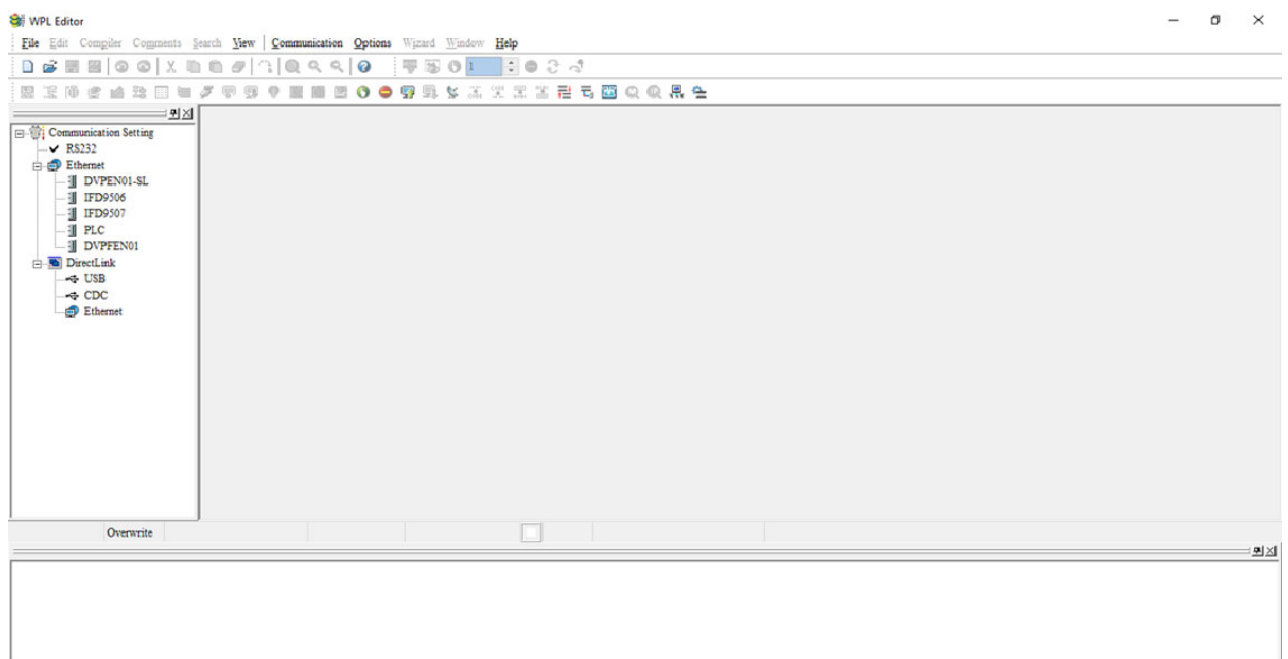 WPL Editor
File Edit Compiler Comments Search View Communication Options Wizard Window Help
1
Communication Setting
RS232
Ethernet
DVPEN01-SL
IFD9506
IFD9507
PLC
DVPFEN01
DirectLink
USB
CDC
Ethernet
Overwrite